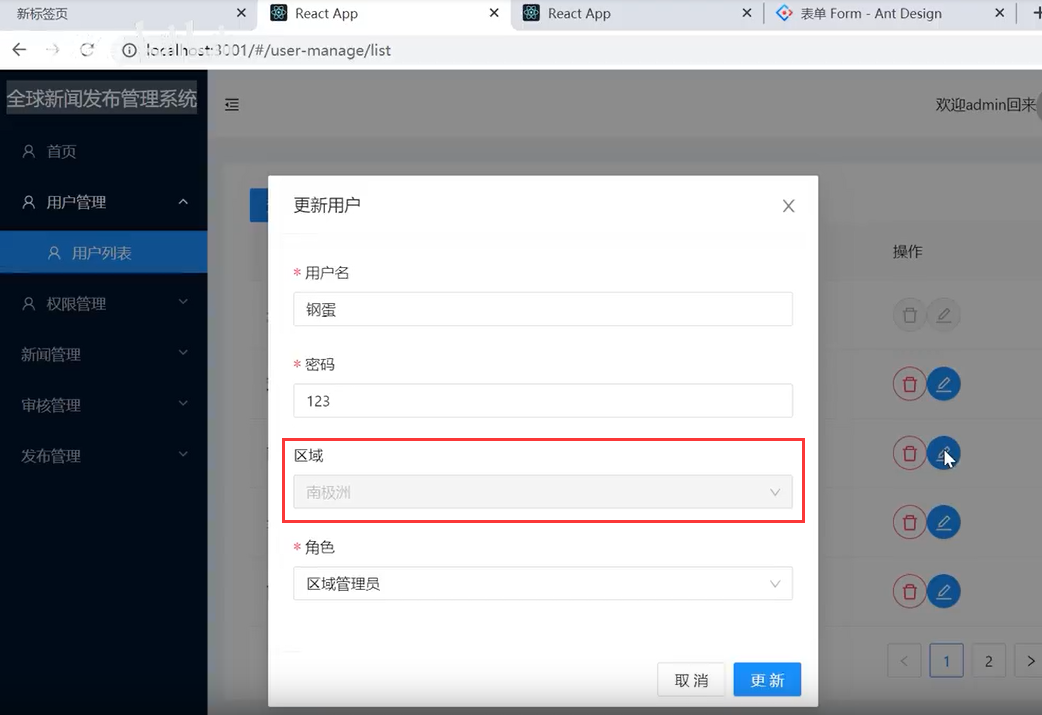 新标签页
React App
React App
表单 Form - Ant Design
localhost:3001/#/user-manage/list
全球新闻发布管理系统
欢迎admin回来
首页
用户管理
用户列表
权限管理
新闻管理
审核管理
发布管理
操作
更新用户
* 用户名
钢蛋
* 密码
123
区域
南极洲
* 角色
区域管理员
取 消
更 新
1
2